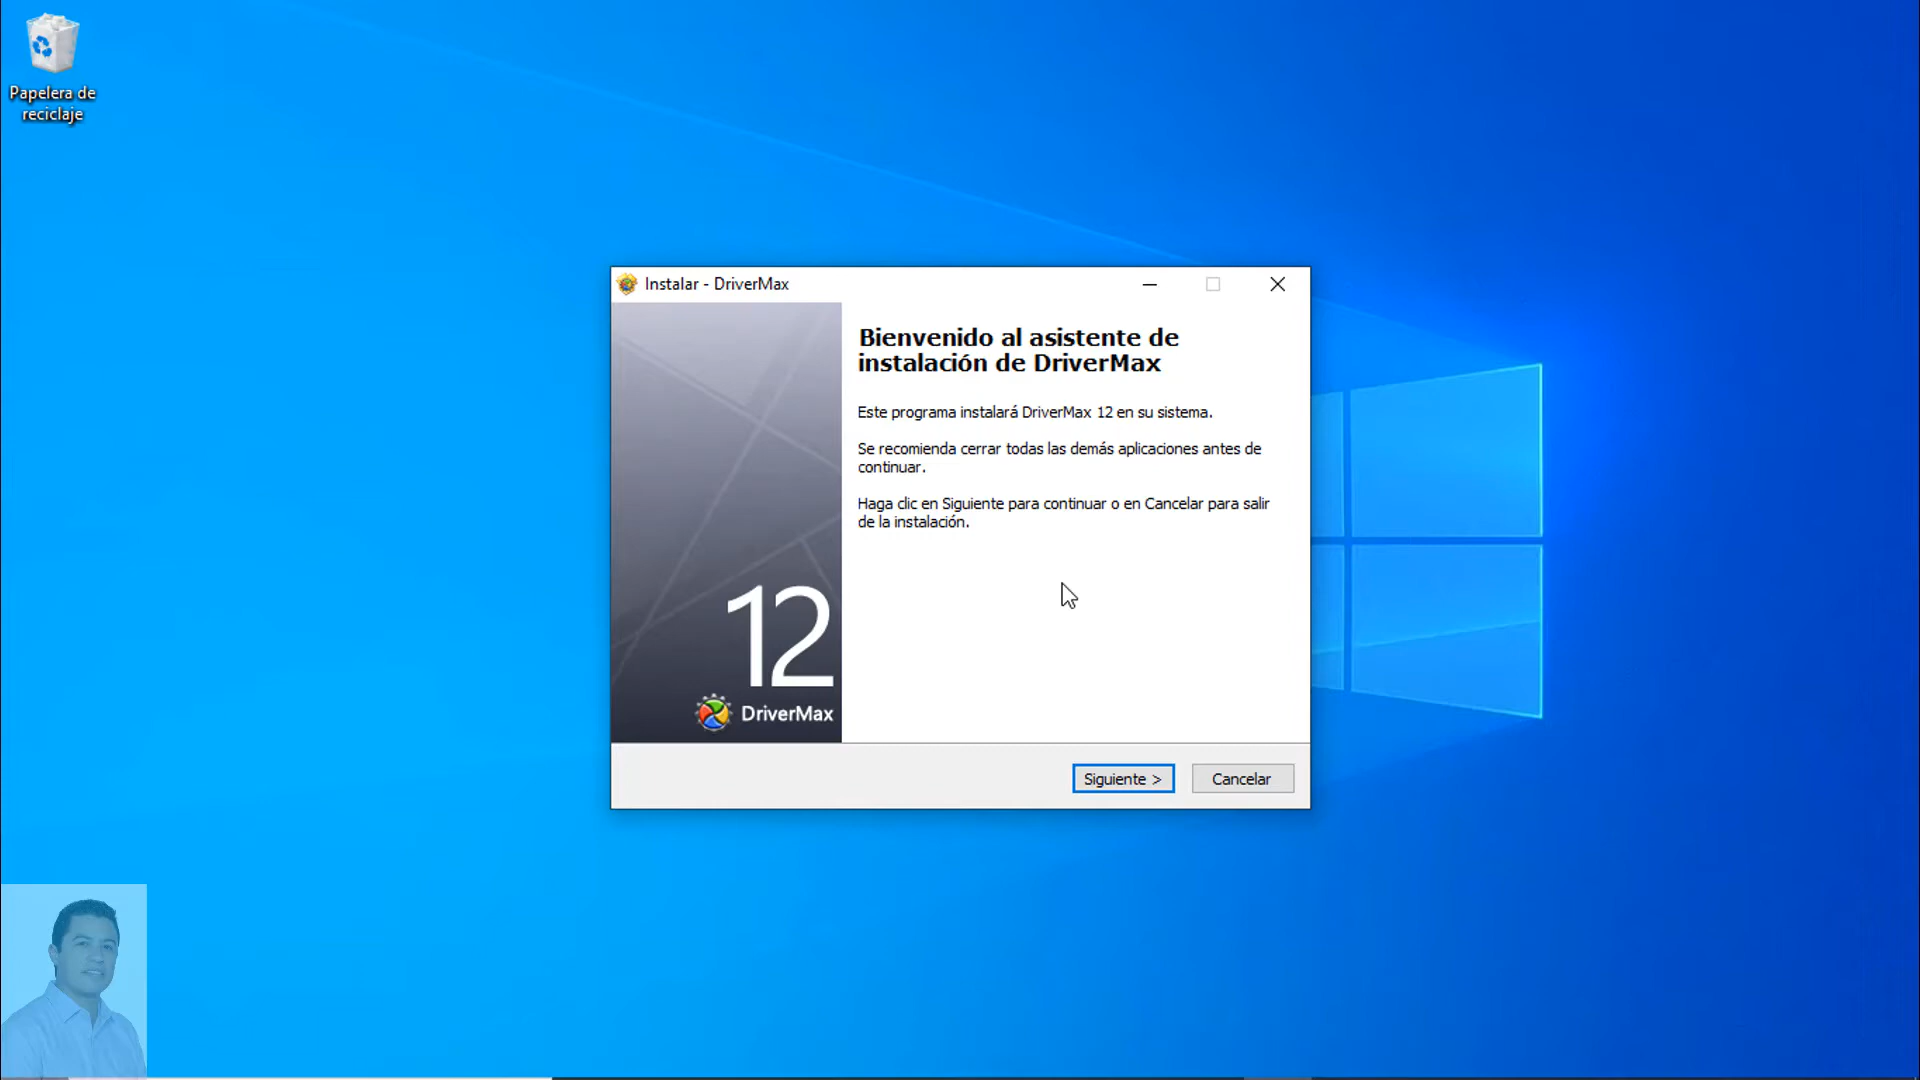 Papelera de
reciclaje
Instalar - DriverMax
Bienvenido al asistente de
instalación de DriverMax
Este programa instalará DriverMax 12 en su sistema.
Se recomienda cerrar todas las demás aplicaciones antes de
continuar.
Haga clic en Siguiente para continuar o en Cancelar para salir
de la instalación.
12
DriverMax
Siguiente >
Cancelar